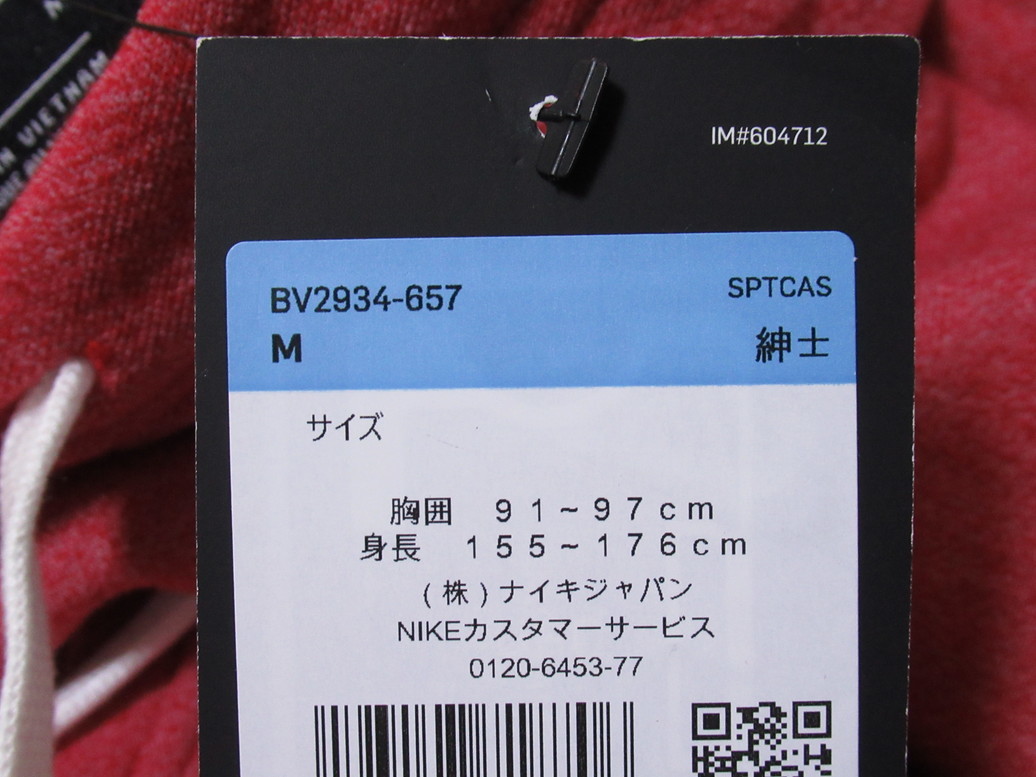 IN VIETNAM
IM#604712
BV2934-657
SPTCAS
M
紳士
サイズ
胸囲　９１～９７ｃｍ
身長　１５５～１７６ｃｍ
(株)ナイキジャパン
NIKEカスタマーサービス
0120-6453-77